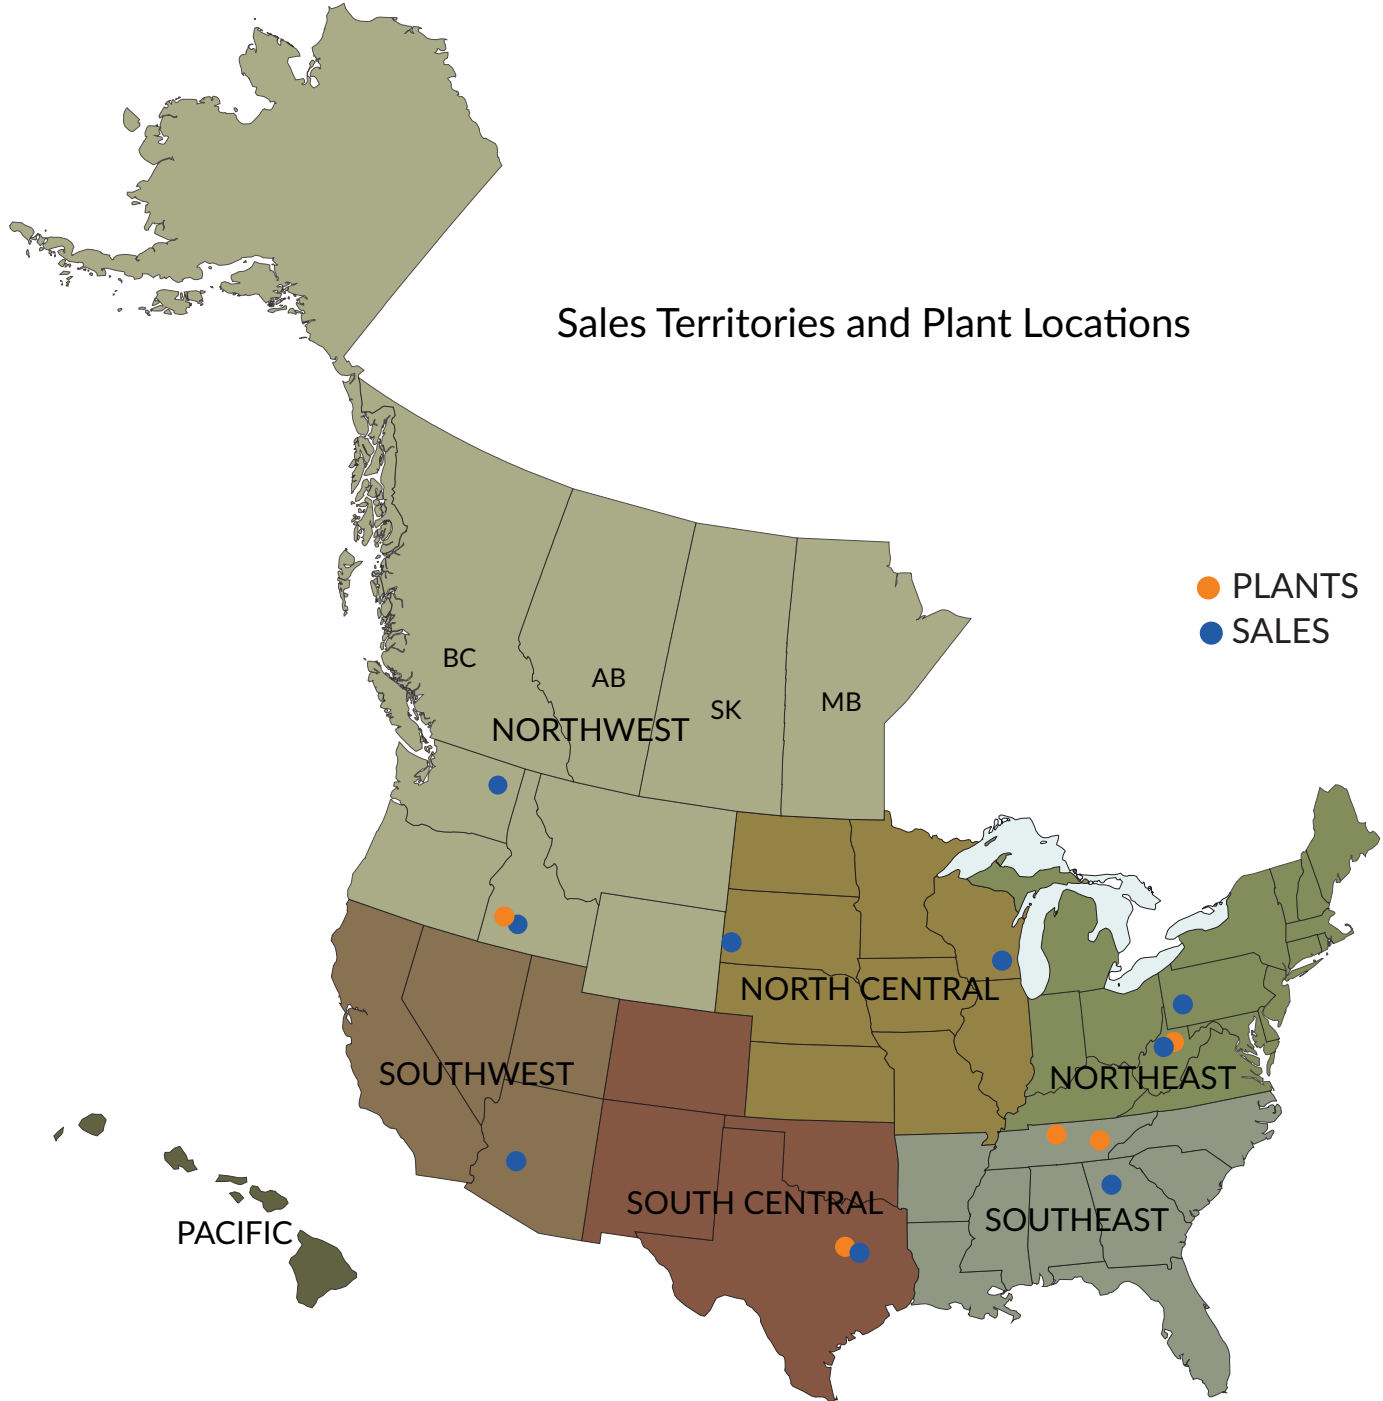 Sales Territories and Plant Locations
PLANTS
SALES
BC
AB
SK
MB
NORTHWEST
NORTH CENTRAL
SOUTHWEST
NORTHEAST
SOUTH CENTRAL
SOUTHEAST
PACIFIC